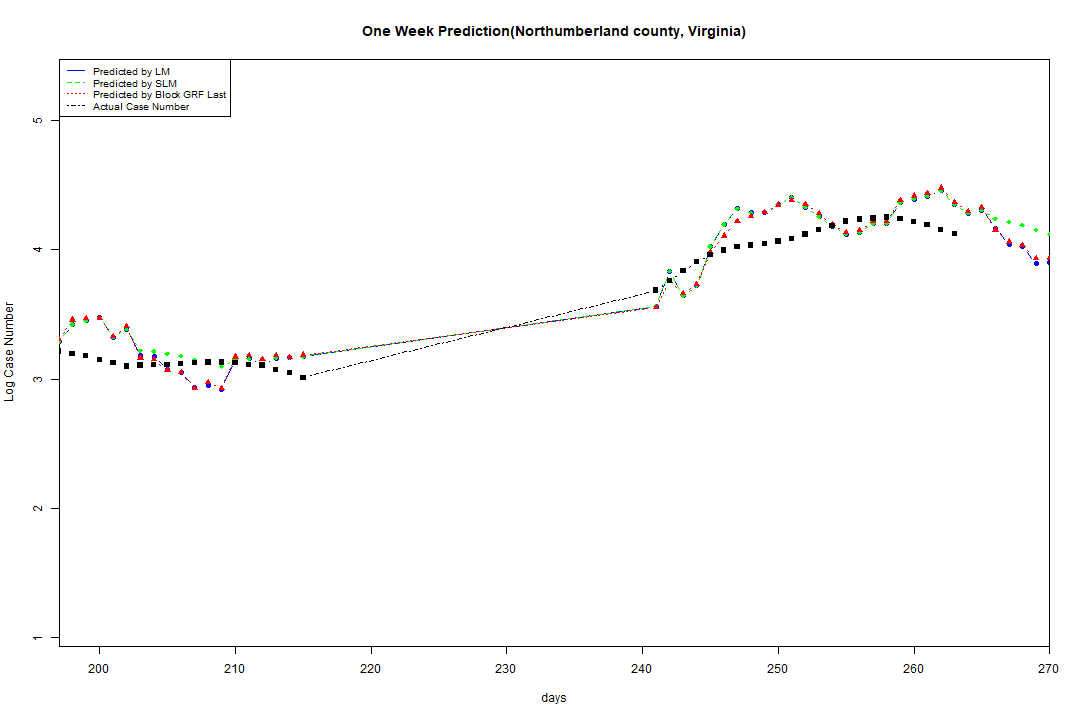 One Week Prediction(Northumberland county, Virginia)
Predicted by LM
Predicted by SLM
Predicted by Block GRF Last
Actual Case Number
5
4
3
2
1
Log Case Number
200 210 220 230 240 250 260 270
days